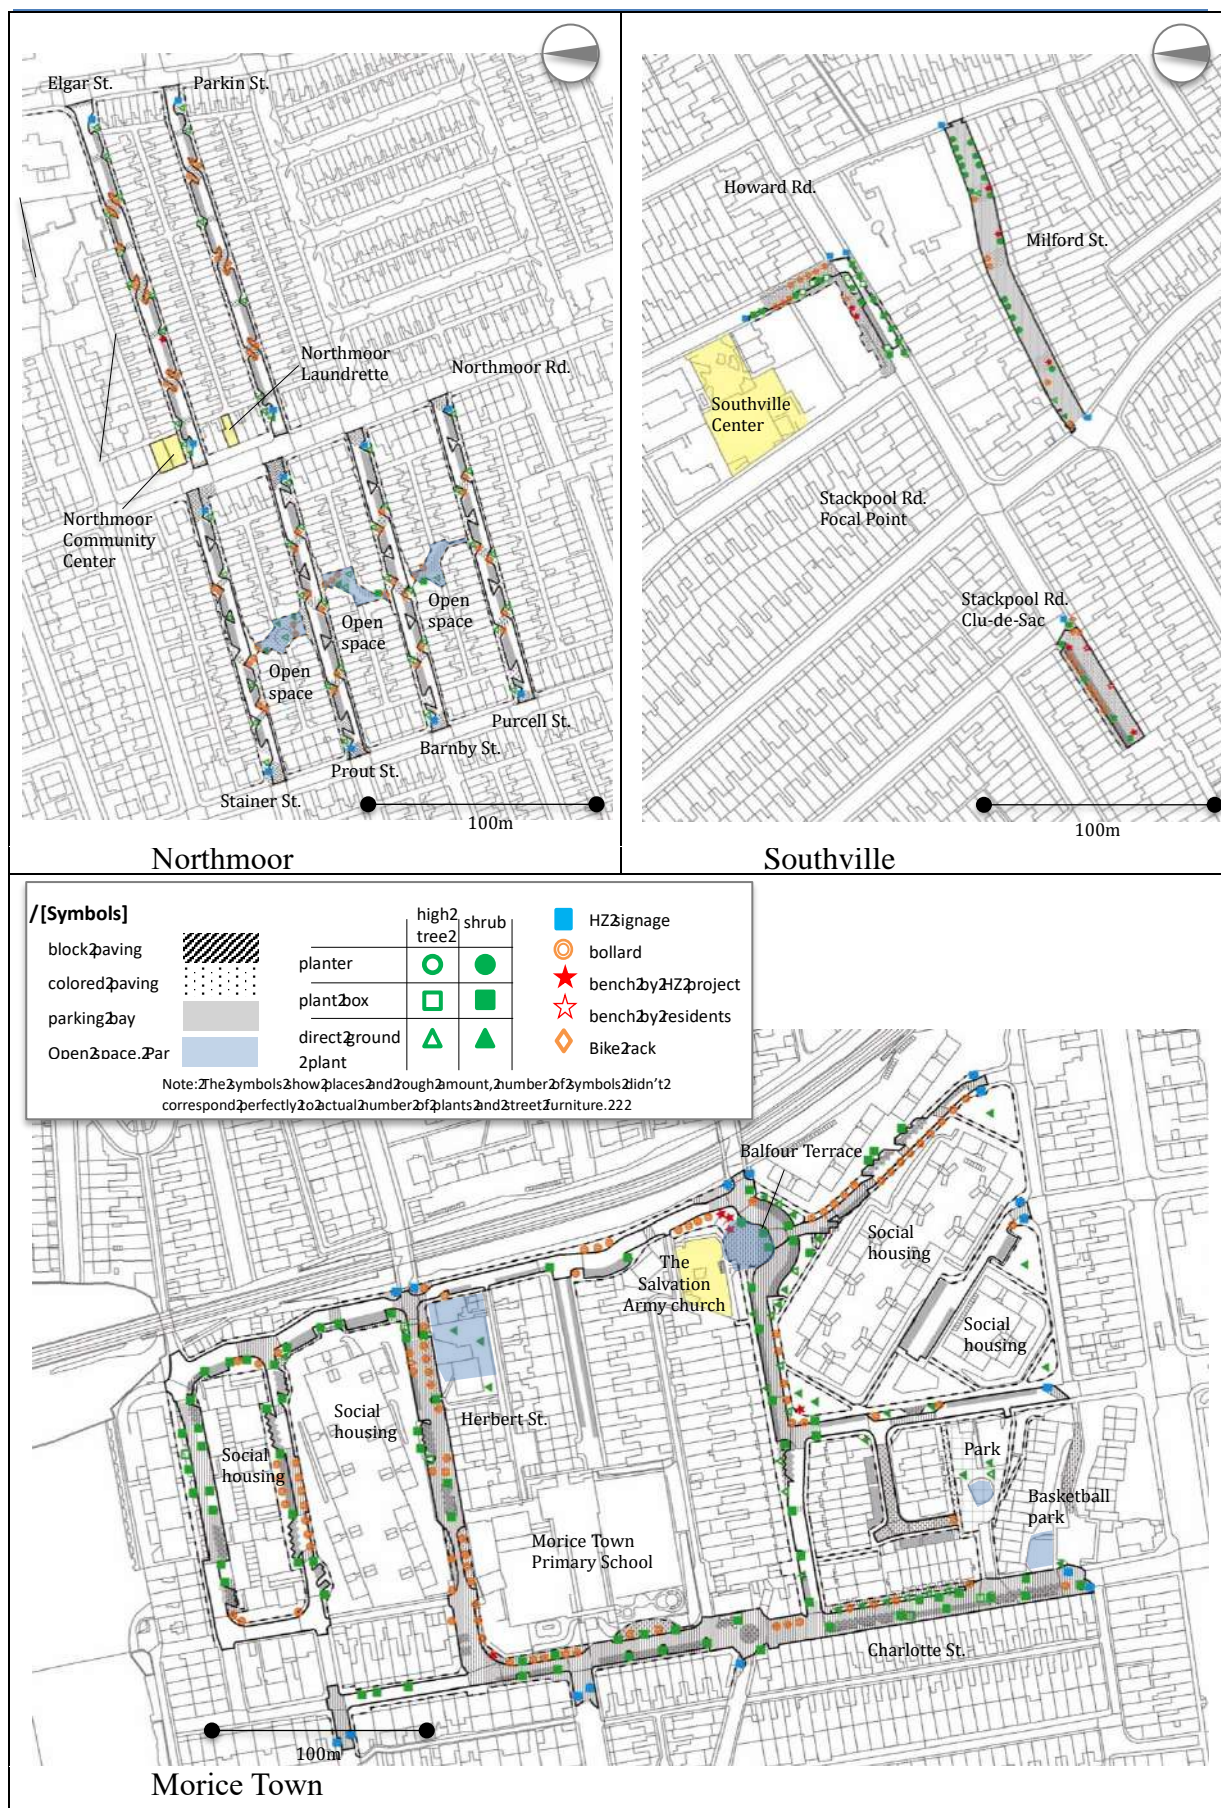 Elgar St.
Parkin St.
Northmoor
Laundrette
Northmoor Rd.
Northmoor
Community
Center
Open
space
Open
space
Open
space
Purcell St.
Barnby St.
Prout St.
Stainer St.
100m
Northmoor
Howard Rd.
Milford St.
Southville
Center
Stackpool Rd.
Focal Point
Stackpool Rd.
Clu-de-Sac
100m
Southville
/[Symbols]
block2paving
colored2paving
parking2bay
Open2space.2Par
high2
tree2
shrub
planter
plant2box
direct2ground
2plant
HZ2signage
bollard
bench2by2HZ2project
bench2by2residents
Bike2rack
Note:2The2symbols2show2places2and2rough2amount,2number2of2symbols2didn't2
correspond2perfectly2to2actual2number2of2plants2and2street2furniture.222
Balfour Terrace
Social
housing
The
Salvation
Army church
Social
housing
Social
housing
Herbert St.
Social
housing
Park
Basketball
park
Morice Town
Primary School
Charlotte St.
100m
Morice Town